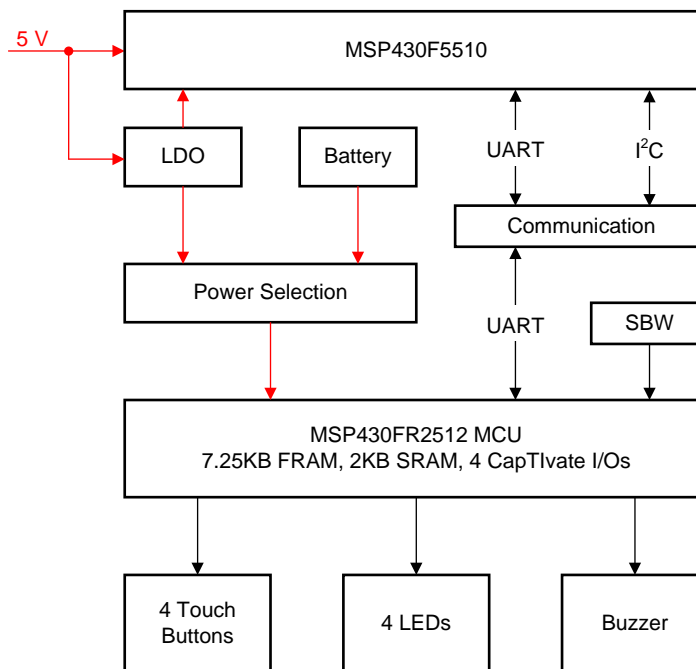 5 V
MSP430F5510
LDO
Battery
UART
I²C
Communication
Power Selection
UART
SBW
MSP430FR2512 MCU
7.25KB FRAM, 2KB SRAM, 4 CapTIvate I/Os
4 Touch
Buttons
4 LEDs
Buzzer